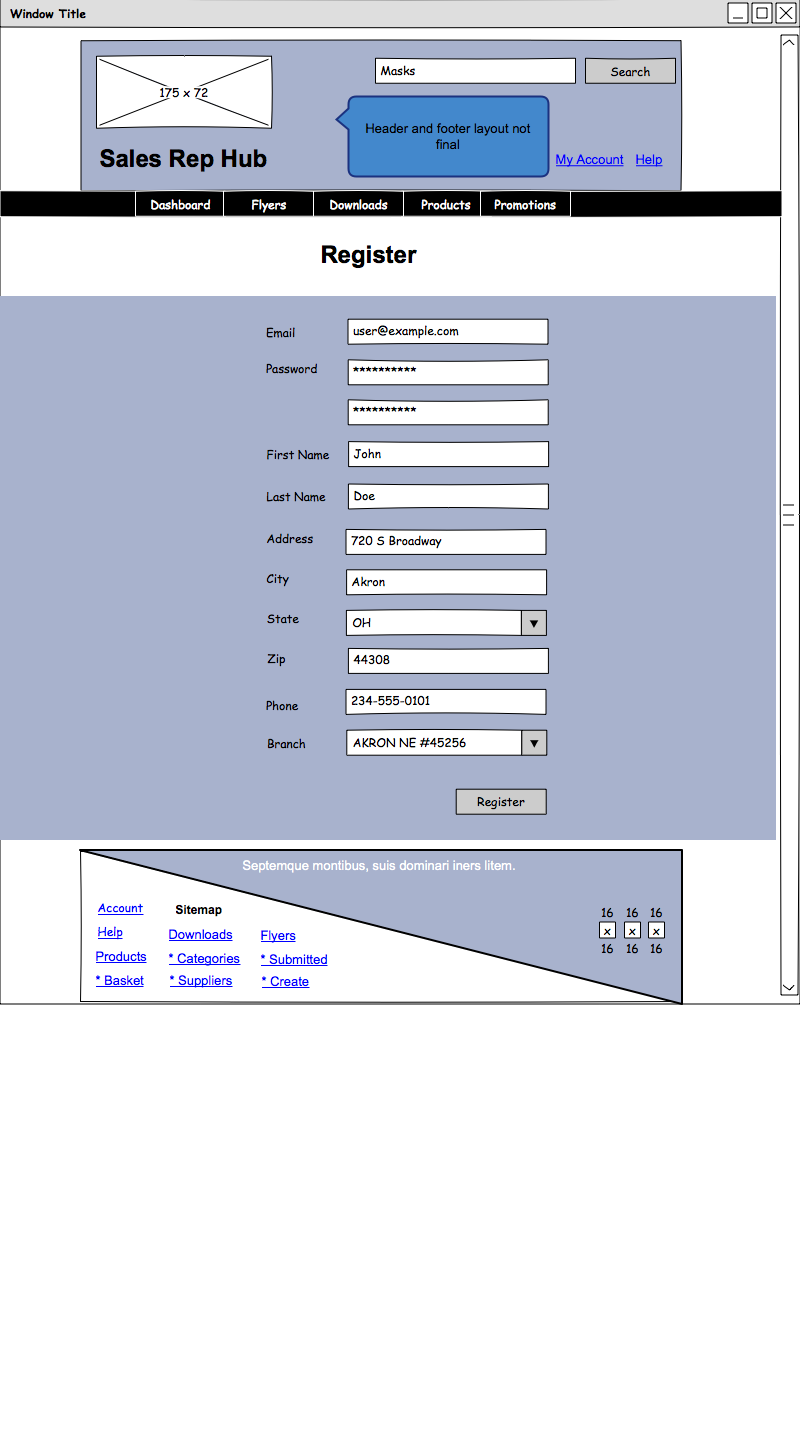 Window Title
175 x 72
Masks
Search
Header and footer layout not
final
Sales Rep Hub
My Account Help
Dashboard Flyers Downloads Products Promotions
Register
Email user@example.com
Password **********
**********
First Name John
Last Name Doe
Address 720 S Broadway
City Akron
State OH
Zip 44308
Phone 234-555-0101
Branch AKRON NE #45256
Register
Septemque montibus, suis dominari iners litem.
Account Sitemap 16 16 16
Help Downloads Flyers x x x
Products * Categories * Submitted 16 16 16
* Basket * Suppliers * Create